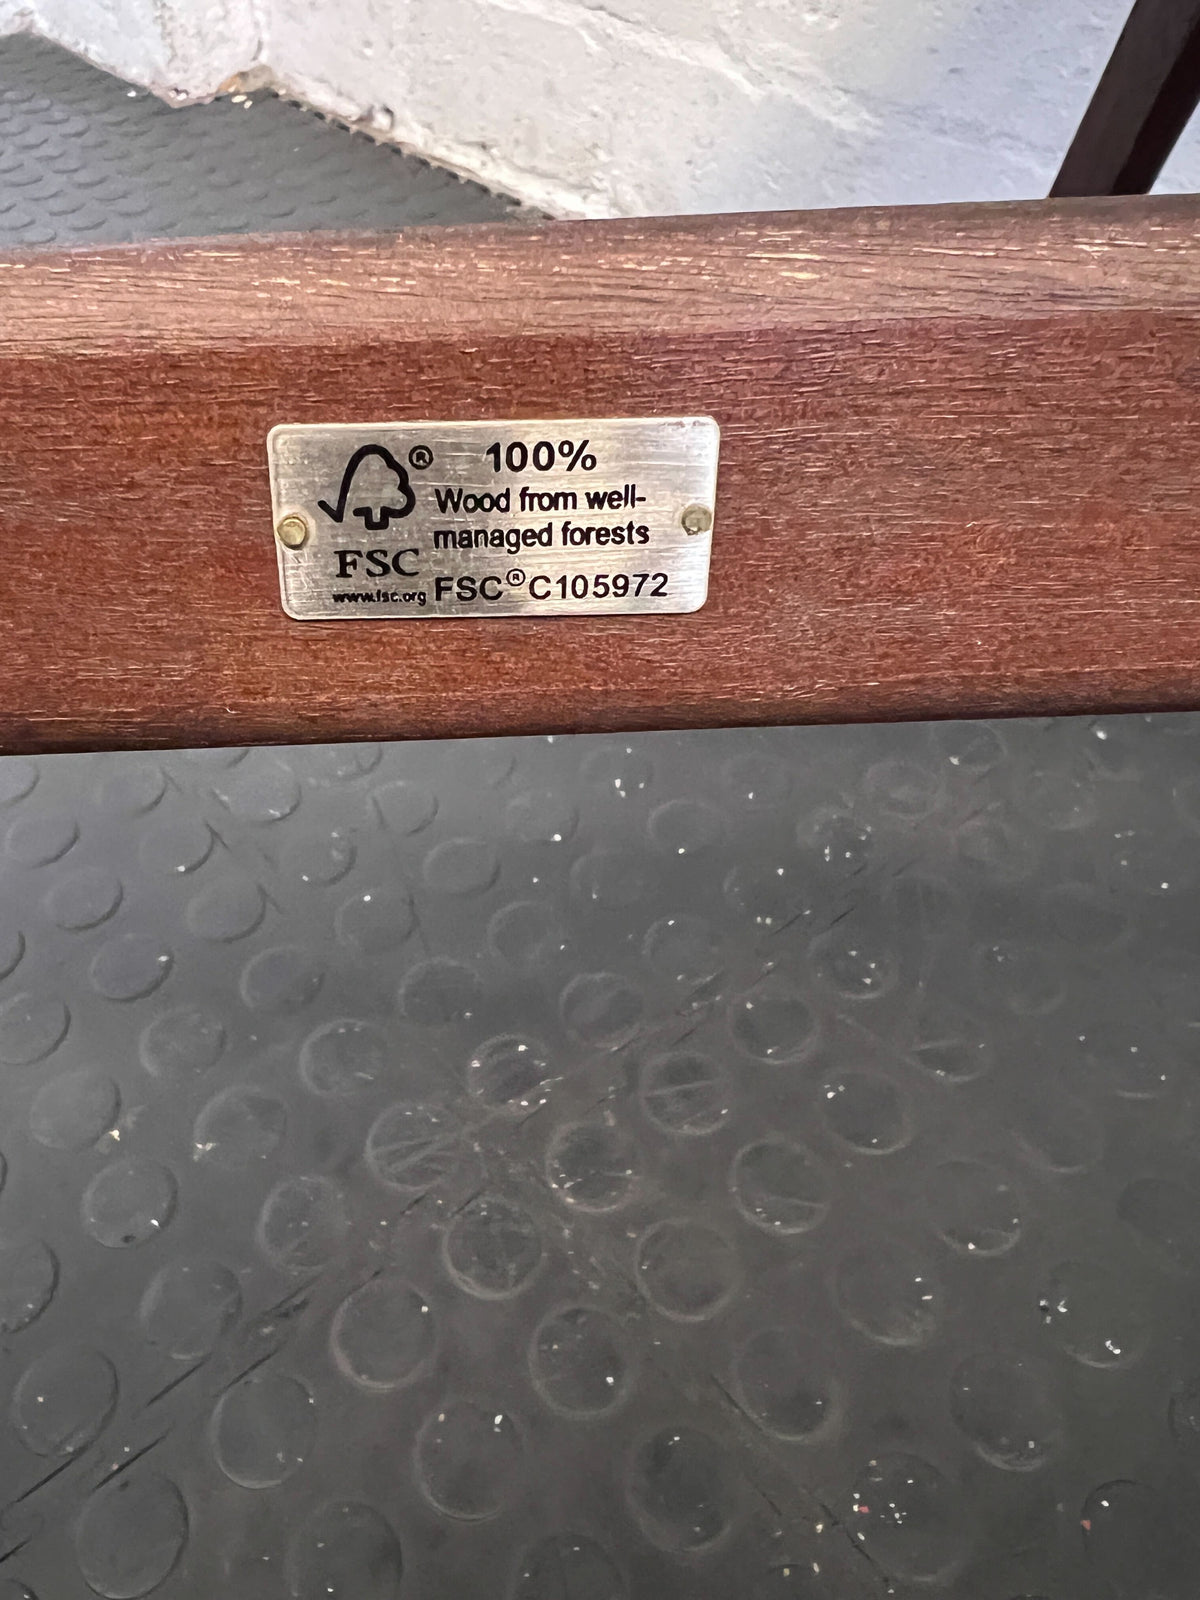 ®
100%
Wood from well-
managed forests
FSC
www.fsc.org
FSC® C105972